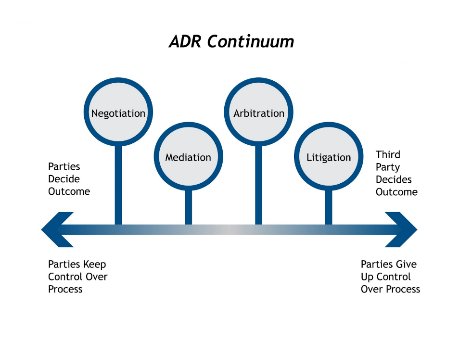 ADR Continuum
Negotiation
Arbitration
Mediation
Litigation
Parties
Decide
Outcome
Third
Party
Decides
Outcome
Parties Keep
Control Over
Process
Parties Give
Up Control
Over Process